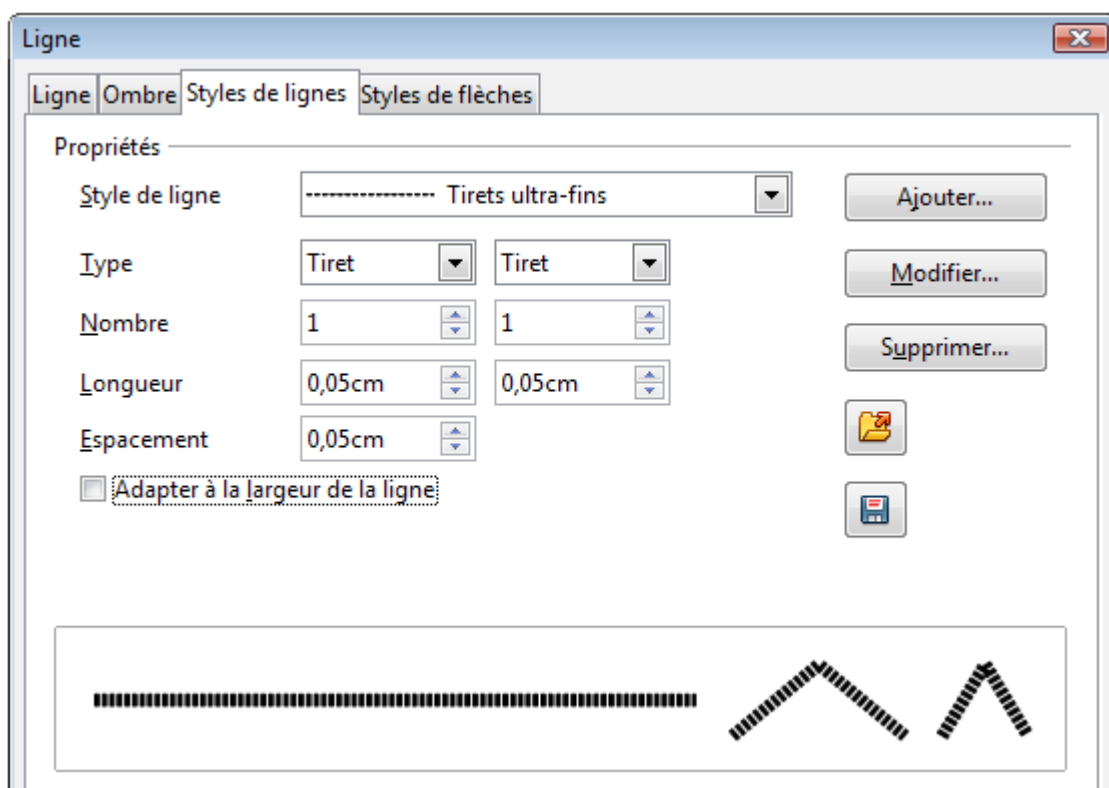 Ligne
Ligne Ombre Styles de lignes Styles de flèches
Propriétés
Style de ligne Tirets ultra-fins Ajouter...
Type Tiret Tiret Modifier...
Nombre 1 1
Supprimer...
Longueur 0,05cm 0,05cm
Espacement 0,05cm
Adapter à la largeur de la ligne